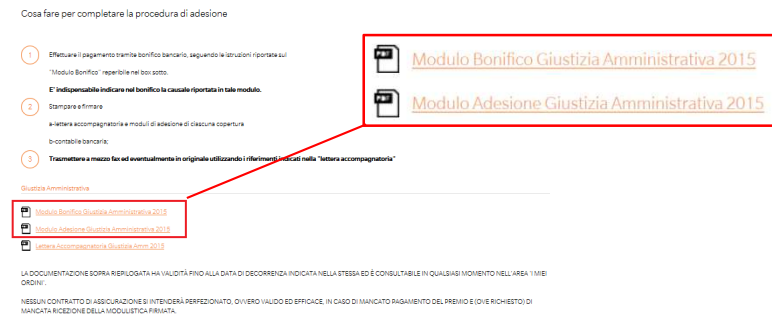 Cosa fare per completare la procedura di adesione
1
Effettuare il pagamento tramite bonifico bancario, seguendo le istruzioni riportate sul
"Modulo Bonifico" reperibile nel box sotto.
E' indispensabile indicare nel bonifico la causale riportata in tale modulo.
2
Stampare e firmare
a-lettera accompagnatoria e moduli di adesione di ciascuna copertura
b-contabile bancaria;
3
Trasmettere a mezzo fax ed eventualmente in originale utilizzando i riferimenti indicati nella "lettera accompagnatoria"
PDF Modulo Bonifico Giustizia Amministrativa 2015
PDF Modulo Adesione Giustizia Amministrativa 2015
Giustizia Amministrativa
PDF Modulo Bonifico Giustizia Amministrativa 2015
PDF Modulo Adesione Giustizia Amministrativa 2015
PDF Lettera Accompagnatoria Giustizia Amm 2015
LA DOCUMENTAZIONE SOPRA RIEPILOGATA HA VALIDITÀ FINO ALLA DATA DI DECORRENZA INDICATA NELLA STESSA ED È CONSULTABILE IN QUALSIASI MOMENTO NELL'AREA 'I MIEI
ORDINI'.
NESSUN CONTRATTO DI ASSICURAZIONE SI INTENDERÀ PERFEZIONATO, OVVERO VALIDO ED EFFICACE, IN CASO DI MANCATO PAGAMENTO DEL PREMIO E (OVE RICHIESTO) DI
MANCATA RICEZIONE DELLA MODULISTICA FIRMATA.